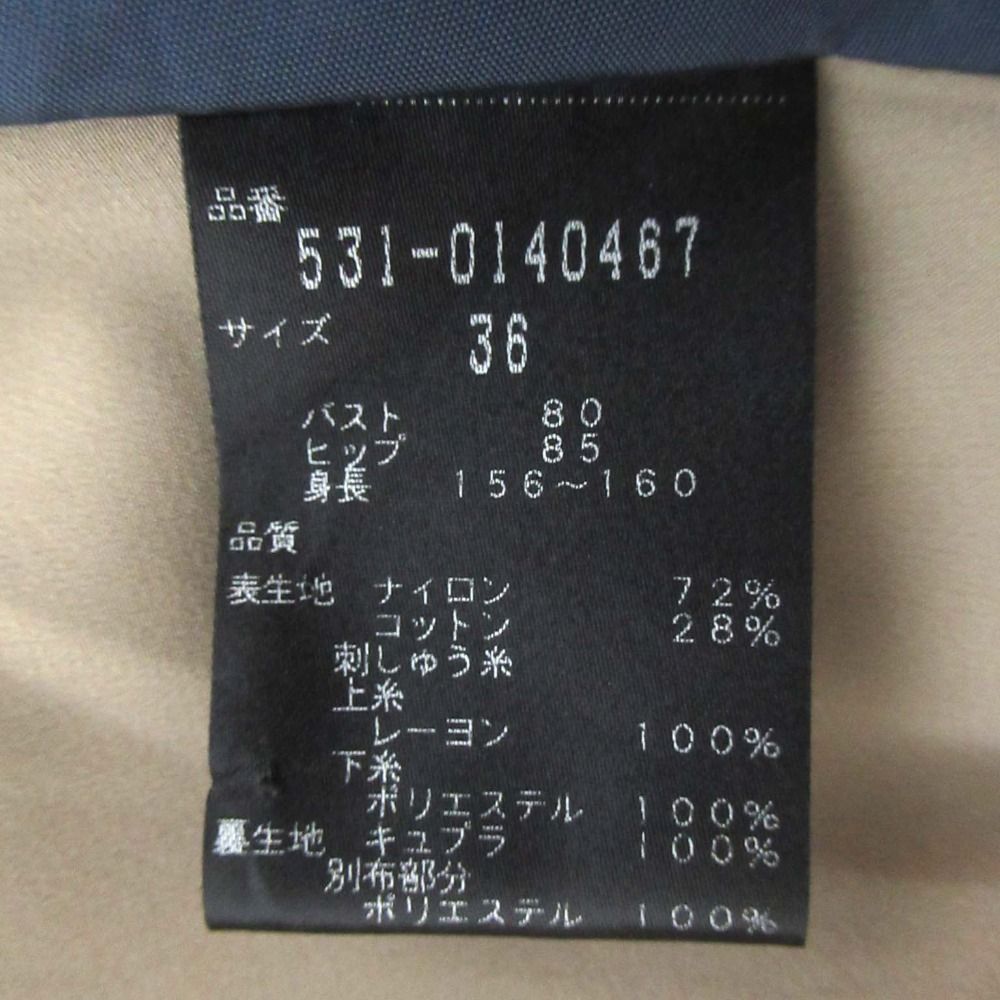 品番
531-0140467
サイズ 36
バスト 80
ヒップ 85
身長 156～160
品質
表生地 ナイロン 72%
コットン 28%
刺しゅう糸
上糸
レーヨン 100%
下糸
ポリエステル 100%
裏生地 キュプラ 100%
別布部分
ポリエステル 100%